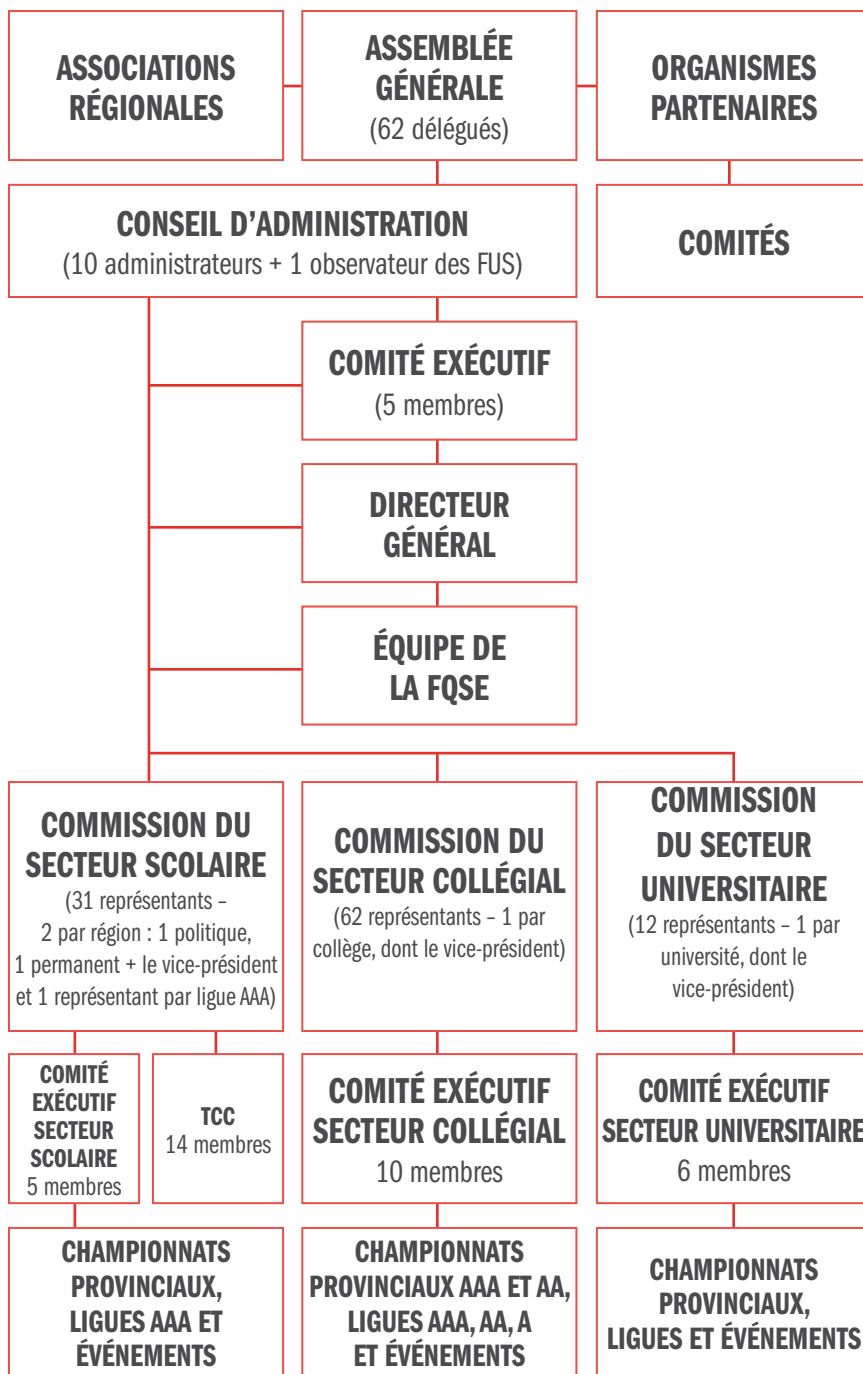 ASSOCIATIONS
RÉGIONALES
ASSEMBLÉE
GÉNÉRALE
(62 délégués)
ORGANISMES
PARTENAIRES
CONSEIL D’ADMINISTRATION
(10 administrateurs + 1 observateur des FUS)
COMITÉS
COMITÉ EXÉCUTIF
(5 membres)
DIRECTEUR
GÉNÉRAL
ÉQUIPE DE
LA FQSE
COMMISSION DU
SECTEUR SCOLAIRE
(31 représentants –
2 par région : 1 politique,
1 permanent + le vice-président
et 1 représentant par ligue AAA)
COMMISSION DU
SECTEUR COLLÉGIAL
(62 représentants – 1 par
collège, dont le vice-président)
COMMISSION
DU SECTEUR
UNIVERSITAIRE
(12 représentants – 1 par
université, dont le
vice-président)
COMITÉ
EXÉCUTIF
SECTEUR
SCOLAIRE
5 membres
TCC
14 membres
COMITÉ EXÉCUTIF
SECTEUR COLLÉGIAL
10 membres
COMITÉ EXÉCUTIF
SECTEUR UNIVERSITAIRE
6 membres
CHAMPIONNATS
PROVINCIAUX,
LIGUES AAA ET
ÉVÉNEMENTS
CHAMPIONNATS
PROVINCIAUX AAA ET AA,
LIGUES AAA, AA, A
ET ÉVÉNEMENTS
CHAMPIONNATS
PROVINCIAUX,
LIGUES ET ÉVÉNEMENTS